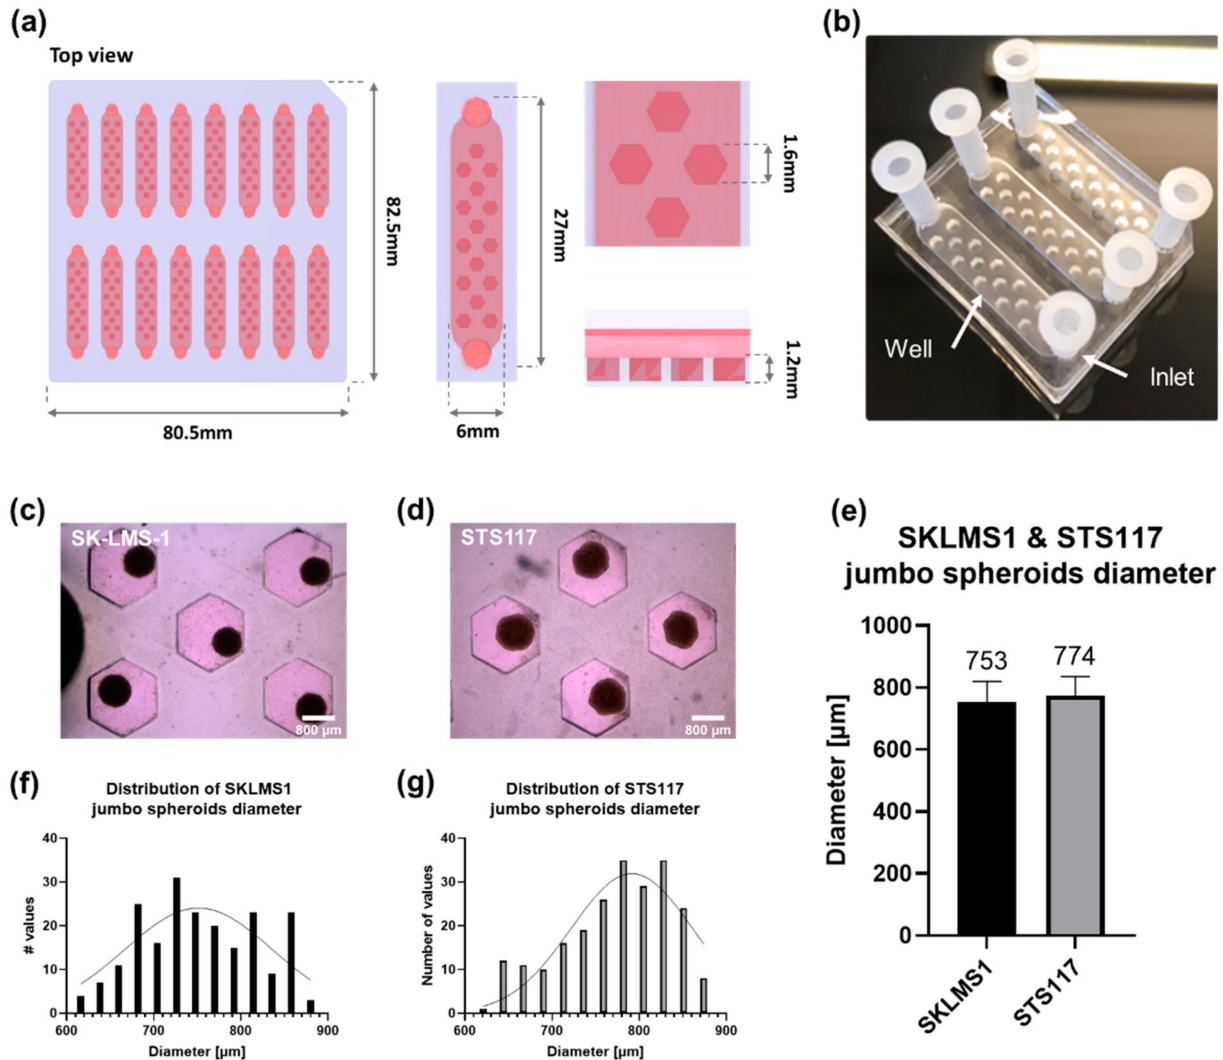 (a)
Top view
82.5mm
80.5mm
27mm
6mm
1.6mm
1.2mm
(b)
Well
Inlet
(c)
SK-LMS-1
800 µm
(d)
STS117
800 µm
(e)
SKLMS1 & STS117
jumbo spheroids diameter
Diameter [µm]
1000
800
600
400
200
0
753
774
SKLMS1
STS117
(f)
Distribution of SKLMS1
jumbo spheroids diameter
# values
40
30
20
10
0
600
700
800
900
Diameter [µm]
(g)
Distribution of STS117
jumbo spheroids diameter
Number of values
40
30
20
10
0
600
700
800
900
Diameter [µm]